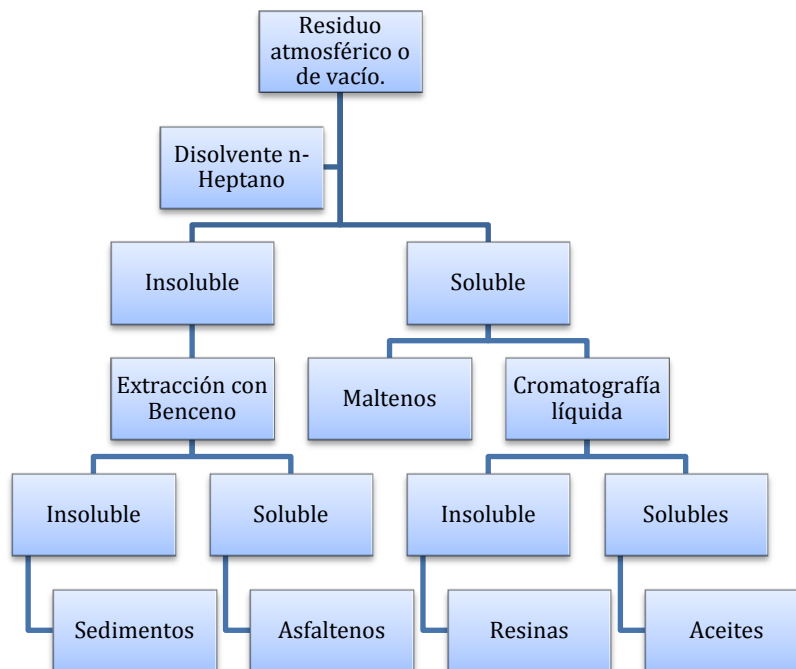 Residuo
atmosférico o
de vacío.
Disolvente n-
Heptano
Insoluble
Soluble
Extracción con
Benceno
Maltenos
Cromatografía
líquida
Insoluble
Soluble
Insoluble
Solubles
Sedimentos
Asfaltenos
Resinas
Aceites